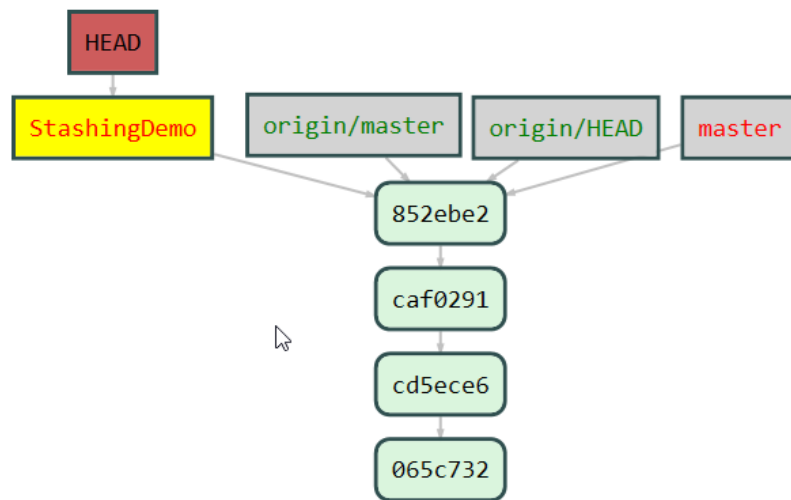 HEAD
StashingDemo
origin/master
origin/HEAD
master
852ebe2
caf0291
cd5ece6
065c732